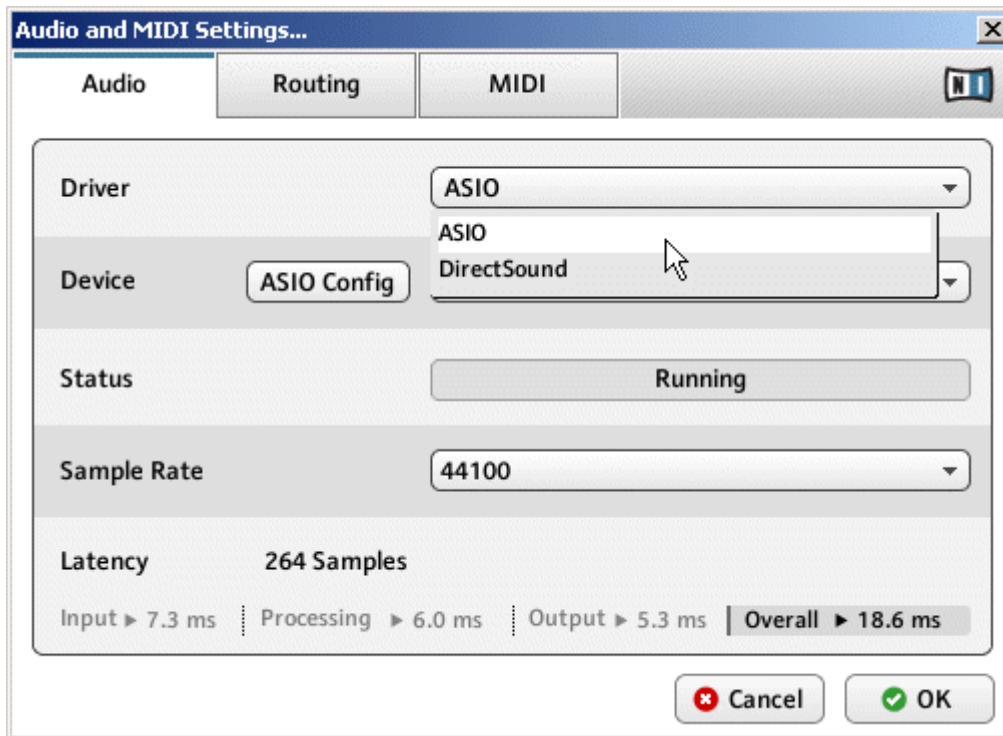 Audio and MIDI Settings...
Audio Routing MIDI NI
Driver ASIO
ASIO
DirectSound
Device ASIO Config
Status Running
Sample Rate 44100
Latency 264 Samples
Input ▸ 7.3 ms Processing ▸ 6.0 ms Output ▸ 5.3 ms Overall ▸ 18.6 ms
Cancel OK